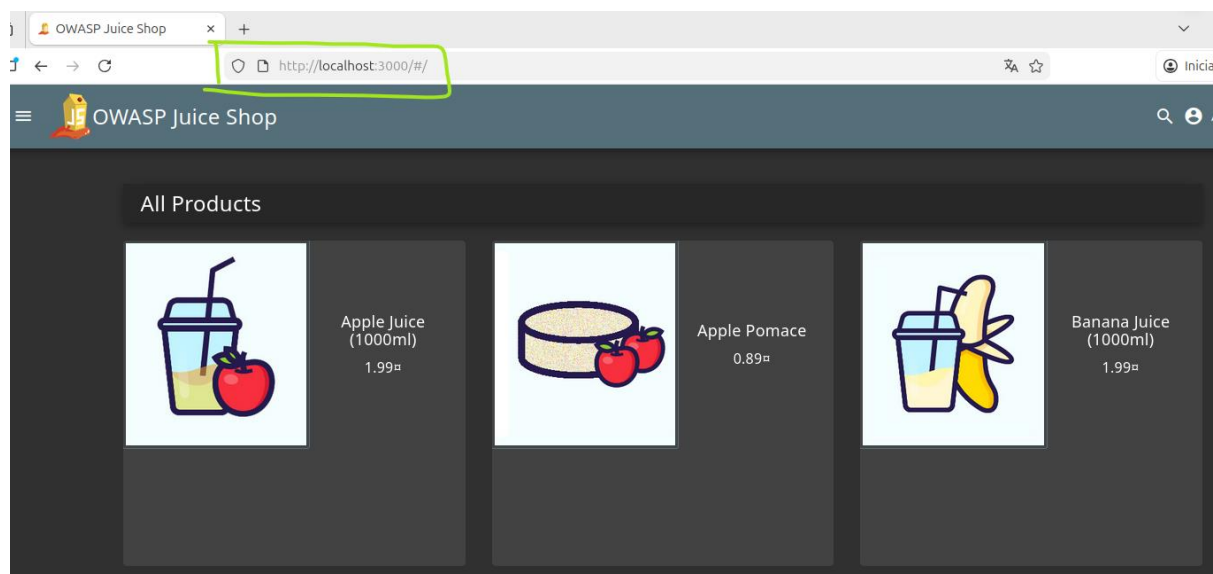 OWASP Juice Shop
http://localhost:3000/#/
Inicia
OWASP Juice Shop
All Products
Apple Juice
(1000ml)
1.99¤
Apple Pomace
0.89¤
Banana Juice
(1000ml)
1.99¤